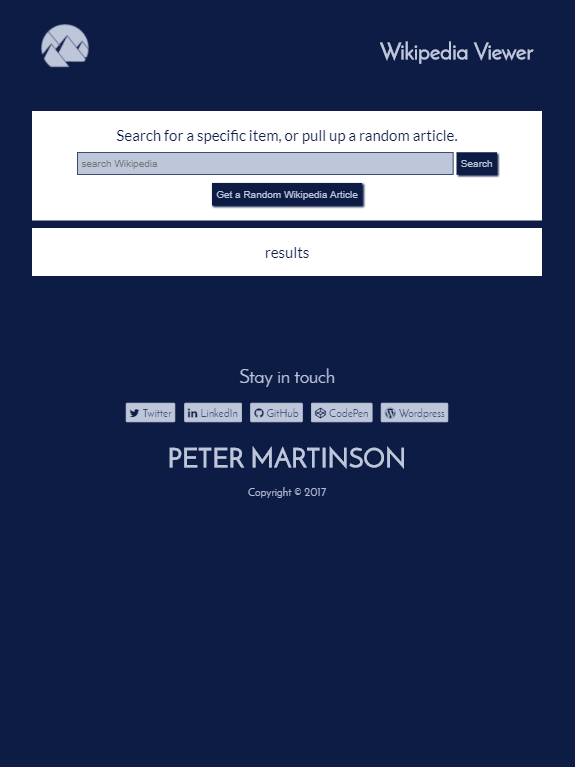 Wikipedia Viewer
Search for a specific item, or pull up a random article.
search Wikipedia Search
Get a Random Wikipedia Article
results
Stay in touch
Twitter LinkedIn GitHub CodePen Wordpress
PETER MARTINSON
Copyright © 2017